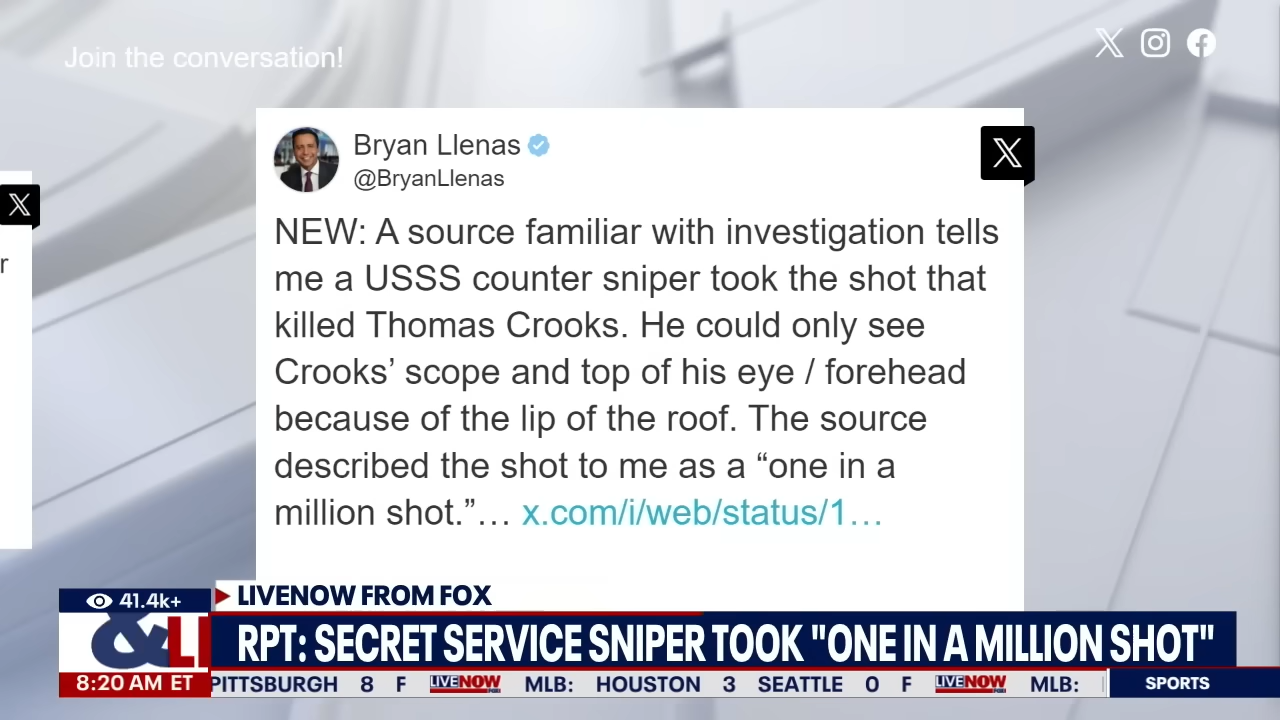 Join the conversation!
r
Bryan Llenas
@BryanLlenas
NEW: A source familiar with investigation tells
me a USSS counter sniper took the shot that
killed Thomas Crooks. He could only see
Crooks’ scope and top of his eye / forehead
because of the lip of the roof. The source
described the shot to me as a “one in a
million shot.”… x.com/i/web/status/1…
41.4k+
LIVENOW FROM FOX
&L
RPT: SECRET SERVICE SNIPER TOOK "ONE IN A MILLION SHOT"
8:20 AM ET
PITTSBURGH 8 F LIVENOW FOX MLB: HOUSTON 3 SEATTLE 0 F LIVENOW FOX MLB:
SPORTS